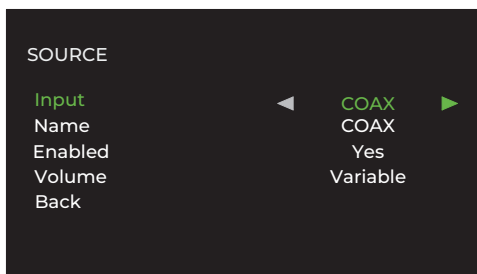 SOURCE
Input ◀ COAX ▶
Name COAX
Enabled Yes
Volume Variable
Back